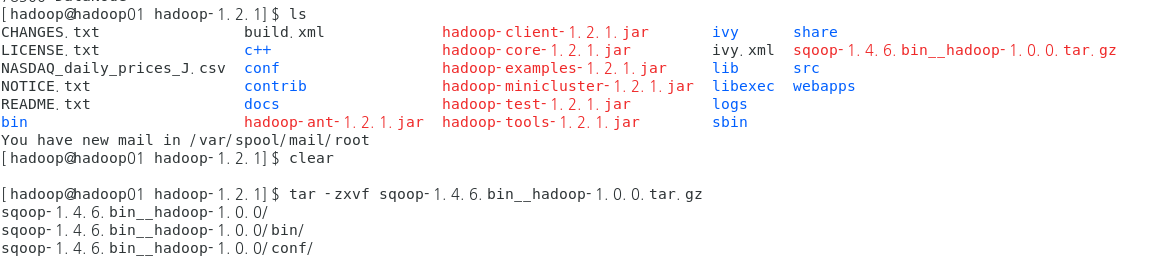 [hadoop@hadoop01 hadoop-1.2.1]$ ls
CHANGES.txt build.xml hadoop-client-1.2.1.jar ivy share
LICENSE.txt c++ hadoop-core-1.2.1.jar ivy.xml sqoop-1.4.6.bin__hadoop-1.0.0.tar.gz
NASDAQ_daily_prices_J.csv conf hadoop-examples-1.2.1.jar lib src
NOTICE.txt contrib hadoop-minicluster-1.2.1.jar libexec webapps
README.txt docs hadoop-test-1.2.1.jar logs
bin hadoop-ant-1.2.1.jar hadoop-tools-1.2.1.jar sbin
You have new mail in /var/spool/mail/root
[hadoop@hadoop01 hadoop-1.2.1]$ clear
[hadoop@hadoop01 hadoop-1.2.1]$ tar -zxvf sqoop-1.4.6.bin__hadoop-1.0.0.tar.gz
sqoop-1.4.6.bin__hadoop-1.0.0/
sqoop-1.4.6.bin__hadoop-1.0.0/bin/
sqoop-1.4.6.bin__hadoop-1.0.0/conf/